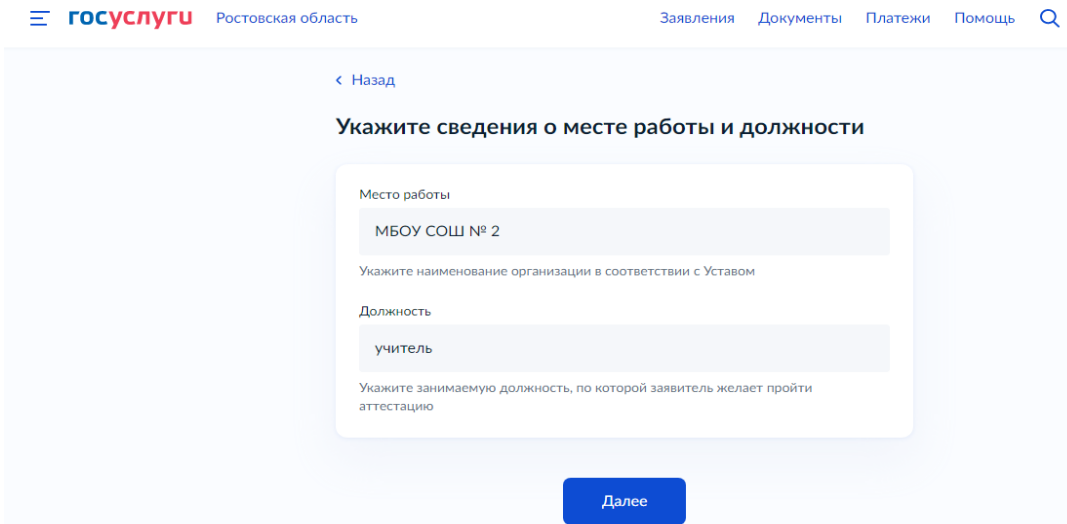 госуслуги Ростовская область Заявления Документы Платежи Помощь
Назад
Укажите сведения о месте работы и должности
Место работы
МБОУ СОШ № 2
Укажите наименование организации в соответствии с Уставом
Должность
учитель
Укажите занимаемую должность, по которой заявитель желает пройти
аттестацию
Далее